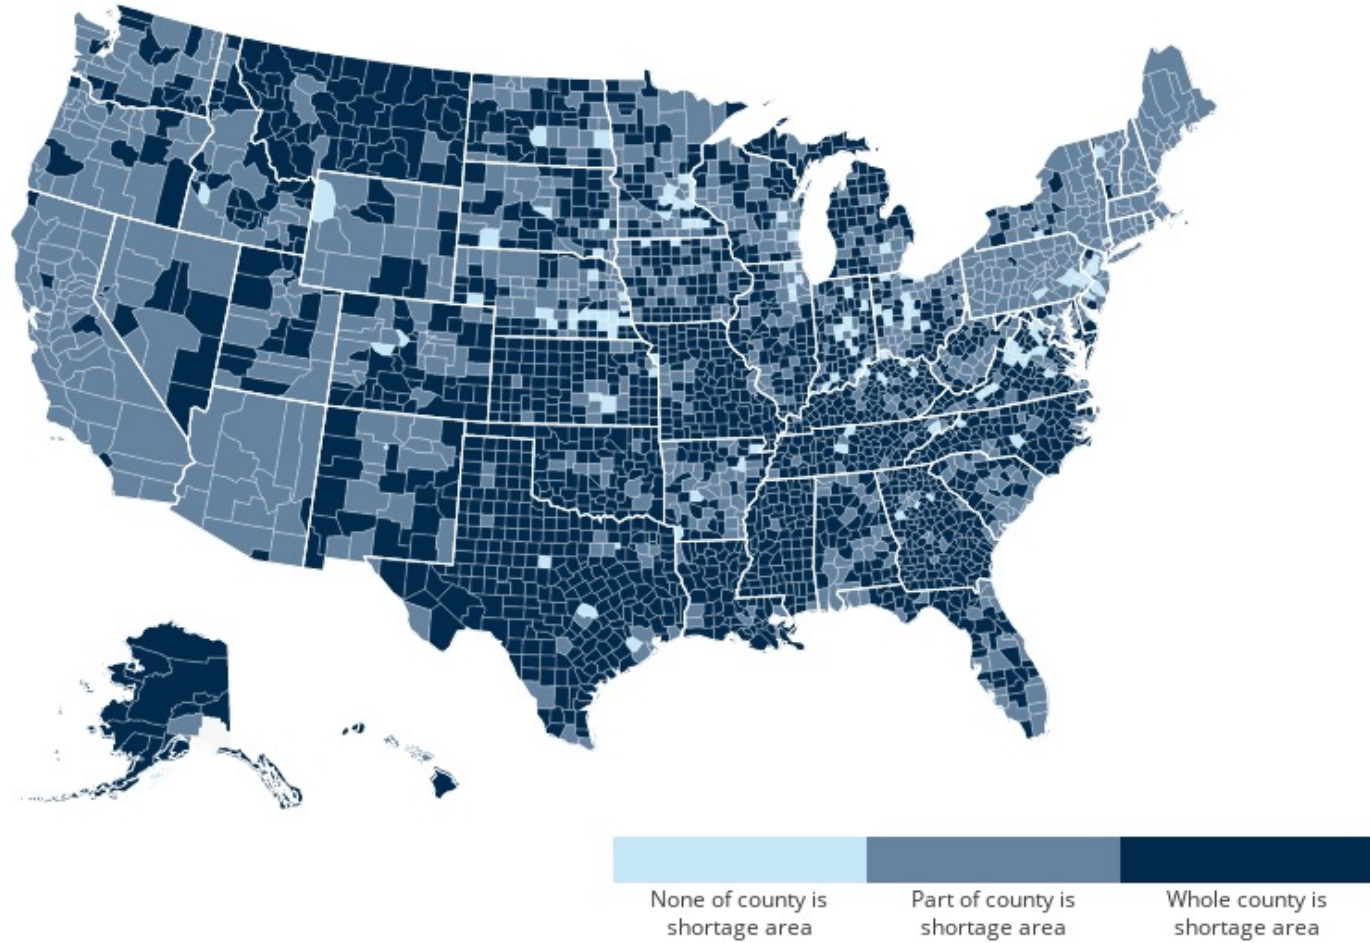 None of county is
shortage area
Part of county is
shortage area
Whole county is
shortage area